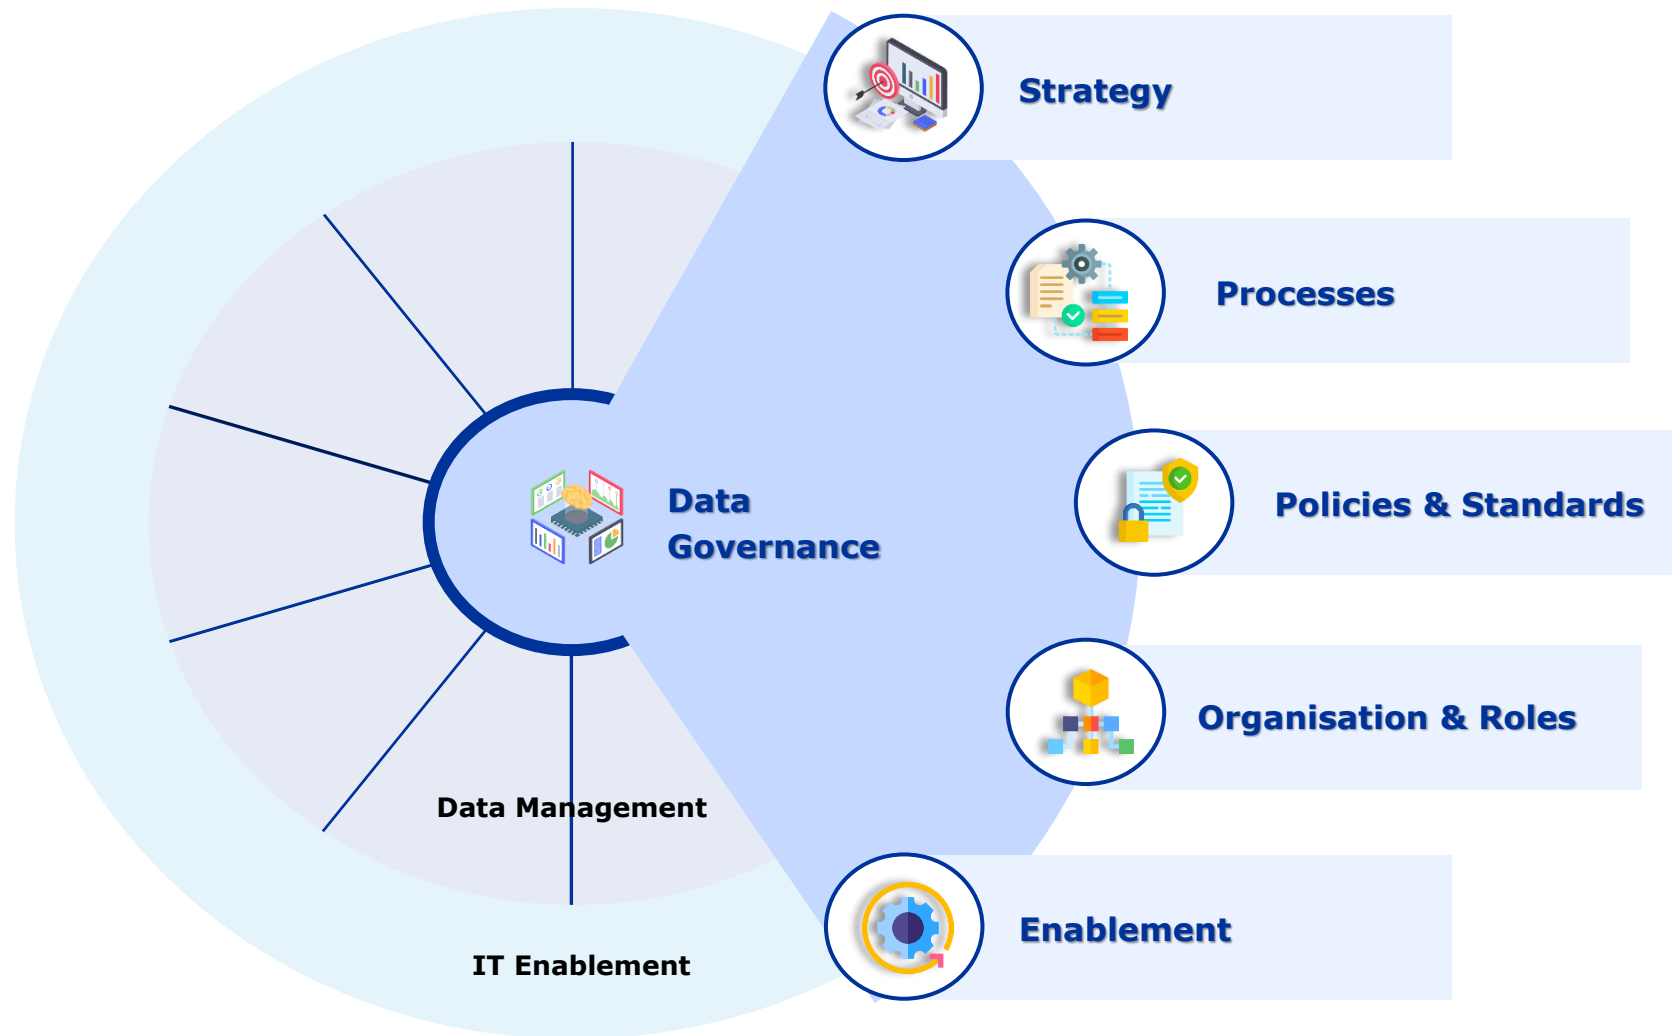 Strategy
Processes
Data
Governance
Policies & Standards
Organisation & Roles
Data Management
Enablement
IT Enablement